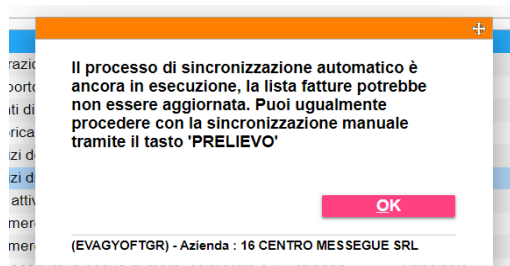 Il processo di sincronizzazione automatico è
ancora in esecuzione, la lista fatture potrebbe
non essere aggiornata. Puoi ugualmente
procedere con la sincronizzazione manuale
tramite il tasto 'PRELIEVO'
OK
(EVAGYOFTGR) - Azienda : 16 CENTRO MESSEGUE SRL